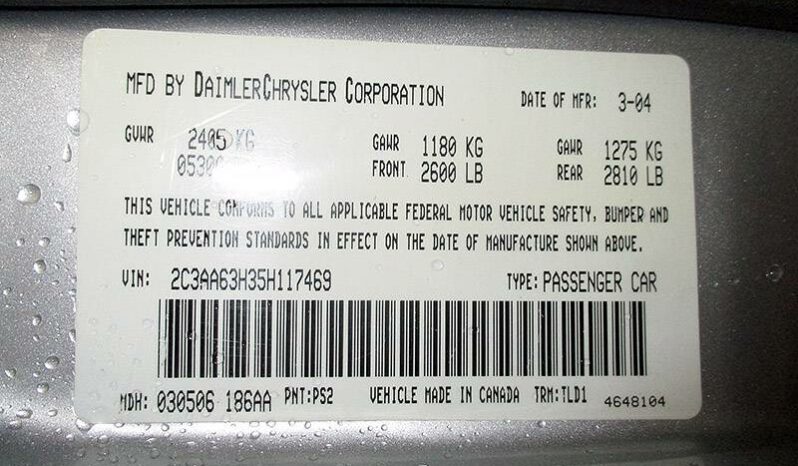 MFD BY DAIMLERCHRYSLER CORPORATION DATE OF MFR: 3-04
GVWR 2405 KG GAWR 1180 KG GAWR 1275 KG
FRONT 2600 LB REAR 2810 LB
THIS VEHICLE CONFORMS TO ALL APPLICABLE FEDERAL MOTOR VEHICLE SAFETY, BUMPER AND
THEFT PREVENTION STANDARDS IN EFFECT ON THE DATE OF MANUFACTURE SHOWN ABOVE.
VIN: 2C3AA63H35H117469 TYPE: PASSENGER CAR
MDH: 030506 186AA PNT:PS2 VEHICLE MADE IN CANADA TRM:TLD1 4648104